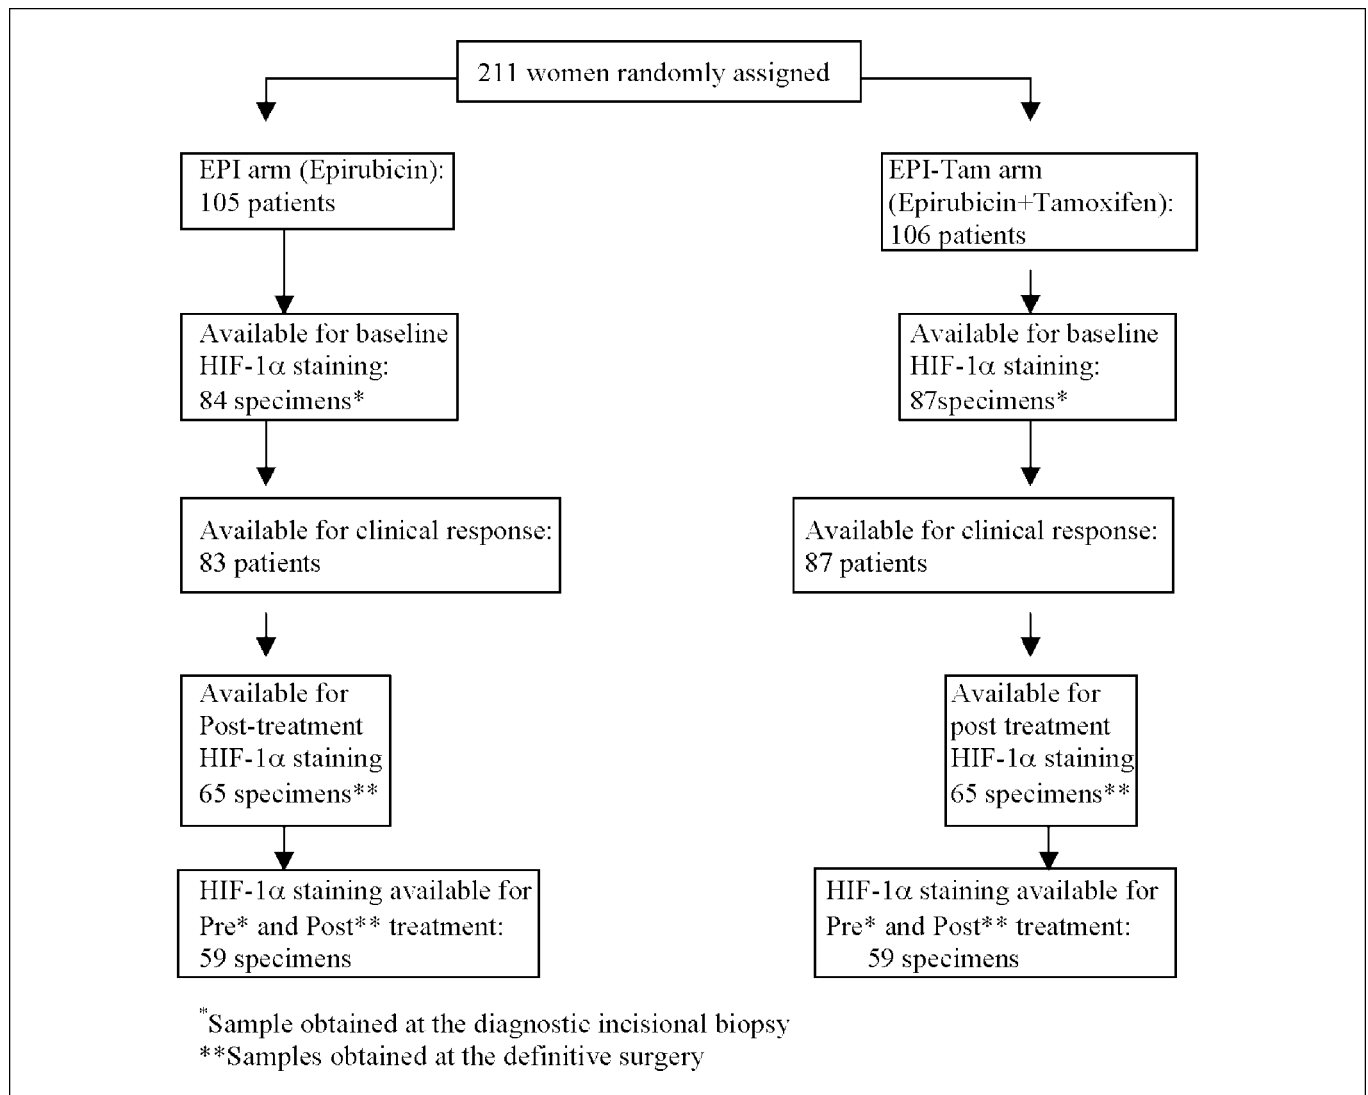 211 women randomly assigned
EPI arm (Epirubicin):
105 patients
EPI-Tam arm
(Epirubicin+Tamoxifen):
106 patients
Available for baseline
HIF-1α staining:
84 specimens*
Available for baseline
HIF-1α staining:
87specimens*
Available for clinical response:
83 patients
Available for clinical response:
87 patients
Available for
Post-treatment
HIF-1α staining
65 specimens**
Available for
post treatment
HIF-1α staining
65 specimens**
HIF-1α staining available for
Pre* and Post** treatment:
59 specimens
HIF-1α staining available for
Pre* and Post** treatment:
59 specimens
*Sample obtained at the diagnostic incisional biopsy
**Samples obtained at the definitive surgery